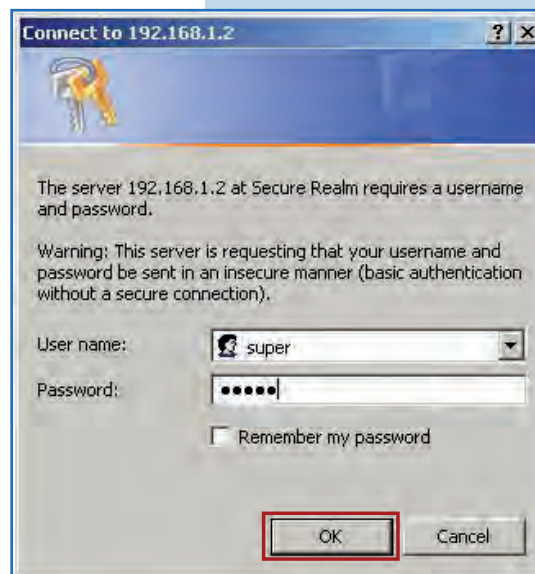 Connect to 192.168.1.2
The server 192.168.1.2 at Secure Realm requires a username
and password.
Warning: This server is requesting that your username and
password be sent in an insecure manner (basic authentication
without a secure connection).
User name:
super
Password:
•••••
Remember my password
OK
Cancel